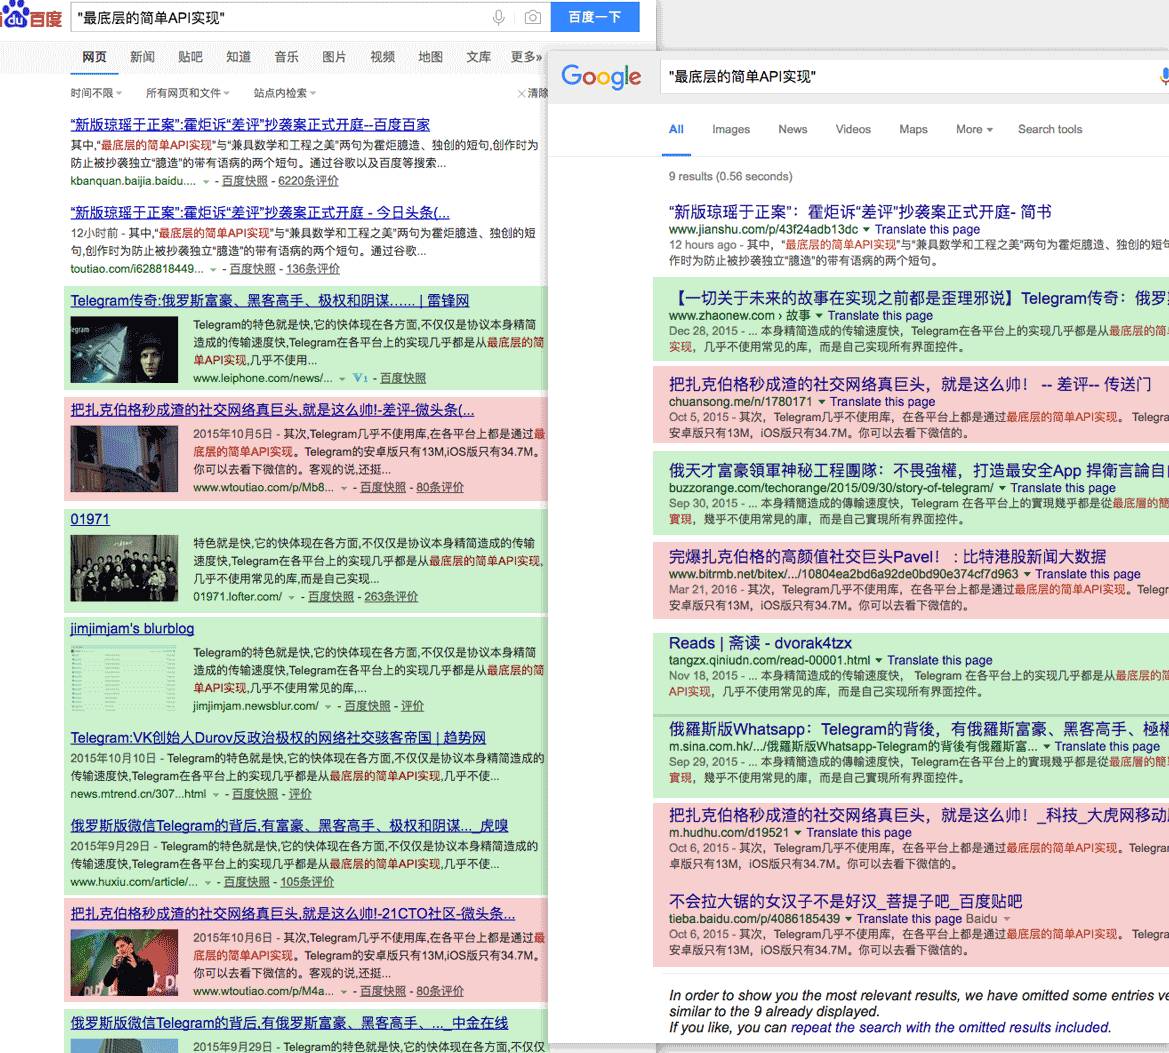 百度
"最底层的简单API实现"
百度一下
网页 新闻 贴吧 知道 音乐 图片 视频 地图 文库 更多»
时间不限 所有网页和文件 站点内检索 ×清除
“新版琼瑶于正案”:霍炬诉“差评”抄袭案正式开庭--百度百家
其中,“最底层的简单API实现”与“兼具数学和工程之美”两句为霍炬臆造、独创的短句,创作时为
防止被抄袭独立“臆造”的带有语病的两个短句。通过谷歌以及百度等搜索...
kbanquan.baijia.baidu.... - 百度快照 - 6220条评价
“新版琼瑶于正案”:霍炬诉“差评”抄袭案正式开庭 - 今日头条(...
12小时前 - 其中,“最底层的简单API实现”与“兼具数学和工程之美”两句为霍炬臆造、独创的短
句,创作时为防止被抄袭独立“臆造”的带有语病的两个短句。通过谷歌...
toutiao.com/i628818449... - 百度快照 - 136条评价
Telegram传奇:俄罗斯富豪、黑客高手、极权和阴谋…… | 雷锋网
Telegram的特色就是快,它的快体现在各方面,不仅仅是协议本身精简
造成的传输速度快,Telegram在各平台上的实现几乎都是从最底层的简
单API实现,几乎不使用...
www.leiphone.com/news/... V1 - 百度快照
把扎克伯格秒成渣的社交网络真巨头,就是这么帅!-差评-微头条(...
2015年10月5日 - 其次,Telegram几乎不使用库,在各平台上都是通过最
底层的简单API实现。Telegram的安卓版只有13M,iOS版只有34.7M。
你可以去看下微信的。客观的说,还挺...
www.wtoutiao.com/p/Mb8... - 百度快照 - 80条评价
01971
特色就是快,它的快体现在各方面,不仅仅是协议本身精简造成的传输
速度快,Telegram在各平台上的实现几乎都是从最底层的简单API实现,
几乎不使用常见的库,而是自己实现...
01971.lofter.com/ - 百度快照 - 263条评价
jimjimjam's blurblog
Telegram的特色就是快,它的快体现在各方面,不仅仅是协议本身精简
造成的传输速度快,Telegram在各平台上的实现几乎都是从最底层的简
单API实现,几乎不使用常见的库,...
jimjimjam.newsblur.com/ - 百度快照 - 评价
Telegram:VK创始人Durov反政治极权的网络社交骇客帝国 | 趋势网
2015年10月10日 - Telegram的特色就是快,它的快体现在各方面,不仅仅是协议本身精简造成的
传输速度快,Telegram在各平台上的实现几乎都是从最底层的简单API实现,几乎不使...
news.mtrend.cn/307...html - 百度快照 - 评价
俄罗斯版微信Telegram的背后,有富豪、黑客高手、极权和阴谋..._虎嗅
2015年9月29日 - Telegram的特色就是快,它的快体现在各方面,不仅仅是协议本身精简造成的
传输速度快,Telegram在各平台上的实现几乎都是从最底层的简单API实现,几乎不使...
www.huxiu.com/article/... - 百度快照 - 105条评价
把扎克伯格秒成渣的社交网络真巨头,就是这么帅!-21CTO社区-微头条...
2015年10月6日 - 其次,Telegram几乎不使用库,在各平台上都是通过最
底层的简单API实现。Telegram的安卓版只有13M,iOS版只有34.7M。
你可以去看下微信的。客观的说,还挺...
www.wtoutiao.com/p/M4a... - 百度快照 - 80条评价
俄罗斯版微信Telegram的背后,有俄罗斯富豪、黑客高手、..._中金在线
2015年9月29日 - Telegram的特色就是快,它的快体现在各方面,不仅仅
Google
"最底层的简单API实现"
All Images News Videos Maps More Search tools
9 results (0.56 seconds)
“新版琼瑶于正案”：霍炬诉“差评”抄袭案正式开庭- 简书
www.jianshu.com/p/43f24adb13dc Translate this page
12 hours ago - 其中，“最底层的简单API实现”与“兼具数学和工程之美”两句为霍炬臆造、独创的短句
作时为防止被抄袭独立“臆造”的带有语病的两个短句。
【一切关于未来的故事在实现之前都是歪理邪说】Telegram传奇：俄罗
www.zhaonew.com › 故事 Translate this page
Dec 28, 2015 - ... 本身精简造成的传输速度快，Telegram在各平台上的实现几乎都是从最底层的简
实现，几乎不使用常见的库，而是自己实现所有界面控件。
把扎克伯格秒成渣的社交网络真巨头，就是这么帅！ -- 差评-- 传送门
chuansong.me/n/1780171 Translate this page
Oct 5, 2015 - 其次，Telegram几乎不使用库，在各平台上都是通过最底层的简单API实现。 Telegra
安卓版只有13M，iOS版只有34.7M。你可以去看下微信的。
俄天才富豪領軍神秘工程團隊：不畏強權，打造最安全App 捍衛言論自
buzzorange.com/techorange/2015/09/30/story-of-telegram/ Translate this page
Sep 30, 2015 - ... 本身精簡造成的傳輸速度快，Telegram 在各平台上的實現幾乎都是從最底層的簡
實現，幾乎不使用常見的庫，而是自己實現所有界面控件。
完爆扎克伯格的高颜值社交巨头Pavel！ : 比特港股新闻大数据
www.bitrmb.net/bitex/.../10804ea2bd6a92de0bd90e374cf7d963 Translate this page
Mar 21, 2016 - 其次，Telegram几乎不使用库，在各平台上都是通过最底层的简单API实现。Telegr
安卓版只有13M，iOS版只有34.7M。你可以去看下微信的。
Reads | 斋读 - dvorak4tzx
tangzx.qiniudn.com/read-00001.html Translate this page
Nov 18, 2015 - ... 本身精简造成的传输速度快， Telegram 在各平台上的实现几乎都是从最底层的简
API实现，几乎不使用常见的库，而是自己实现所有界面控件。
俄羅斯版Whatsapp：Telegram的背後，有俄羅斯富豪、黑客高手、極權
m.sina.com.hk/.../俄羅斯版Whatsapp-Telegram的背後有俄羅斯富... Translate this page
Sep 29, 2015 - ... 本身精簡造成的傳輸速度快，Telegram在各平台上的實現幾乎都是從最底層的簡
實現，幾乎不使用常見的庫，而是自己實現所有界面控件。
把扎克伯格秒成渣的社交网络真巨头，就是这么帅！_科技_大虎网移动
m.hudhu.com/d19521 Translate this page
Oct 6, 2015 - 其次，Telegram几乎不使用库，在各平台上都是通过最底层的简单API实现。Telegram
卓版只有13M，iOS版只有34.7M。你可以去看下微信的。
不会拉大锯的女汉子不是好汉_菩提子吧_百度贴吧
tieba.baidu.com/p/4086185439 Translate this page Baidu
Oct 6, 2015 - 其次，Telegram几乎不使用库，在各平台上都是通过最底层的简单API实现。 Telegra
安卓版只有13M，iOS版只有34.7M。你可以去看下微信的。
In order to show you the most relevant results, we have omitted some entries ve
similar to the 9 already displayed.
If you like, you can repeat the search with the omitted results included.